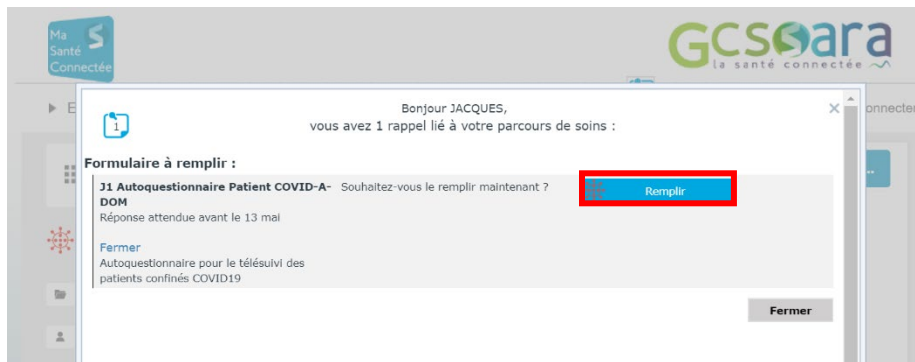 Ma
Santé
Connectée
S
GCSsara
la santé connectée
E
onnecter
1
Bonjour JACQUES,
vous avez 1 rappel lié à votre parcours de soins :
×
Formulaire à remplir :
J1 Autoquestionnaire Patient COVID-A- Souhaitez-vous le remplir maintenant ? Remplir
DOM
Réponse attendue avant le 13 mai
Fermer
Autoquestionnaire pour le télésuivi des
patients confinés COVID19
Fermer
...